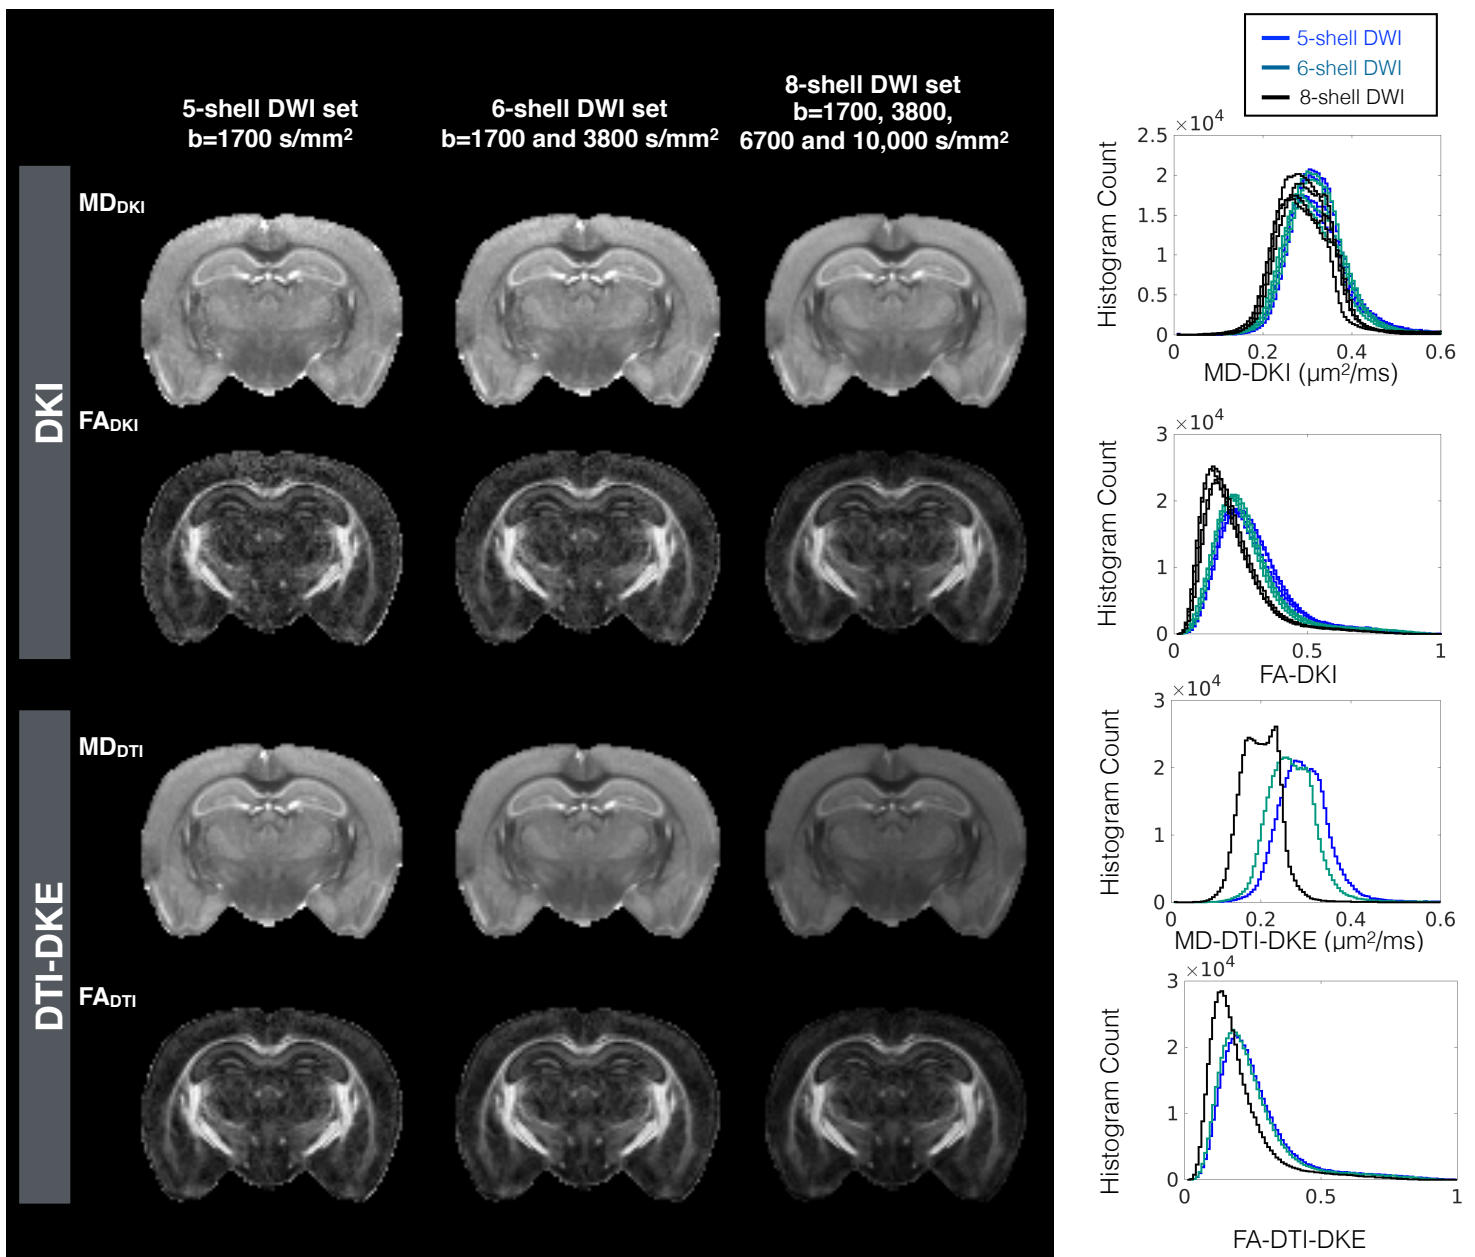 5-shell DWI set
b=1700 s/mm²
6-shell DWI set
b=1700 and 3800 s/mm²
8-shell DWI set
b=1700, 3800,
6700 and 10,000 s/mm²
DKI
MDDKI
FADKI
DTI-DKE
MDDTI
FADTI
5-shell DWI
6-shell DWI
8-shell DWI
×10⁴
Histogram Count
2.5
2
1.5
1
0.5
0
0 0.2 0.4 0.6
MD-DKI (µm²/ms)
×10⁴
Histogram Count
3
2
1
0
0 0.5 1
FA-DKI
×10⁴
Histogram Count
3
2
1
0
0 0.2 0.4 0.6
MD-DTI-DKE (µm²/ms)
×10⁴
Histogram Count
3
2
1
0
0 0.5 1
FA-DTI-DKE